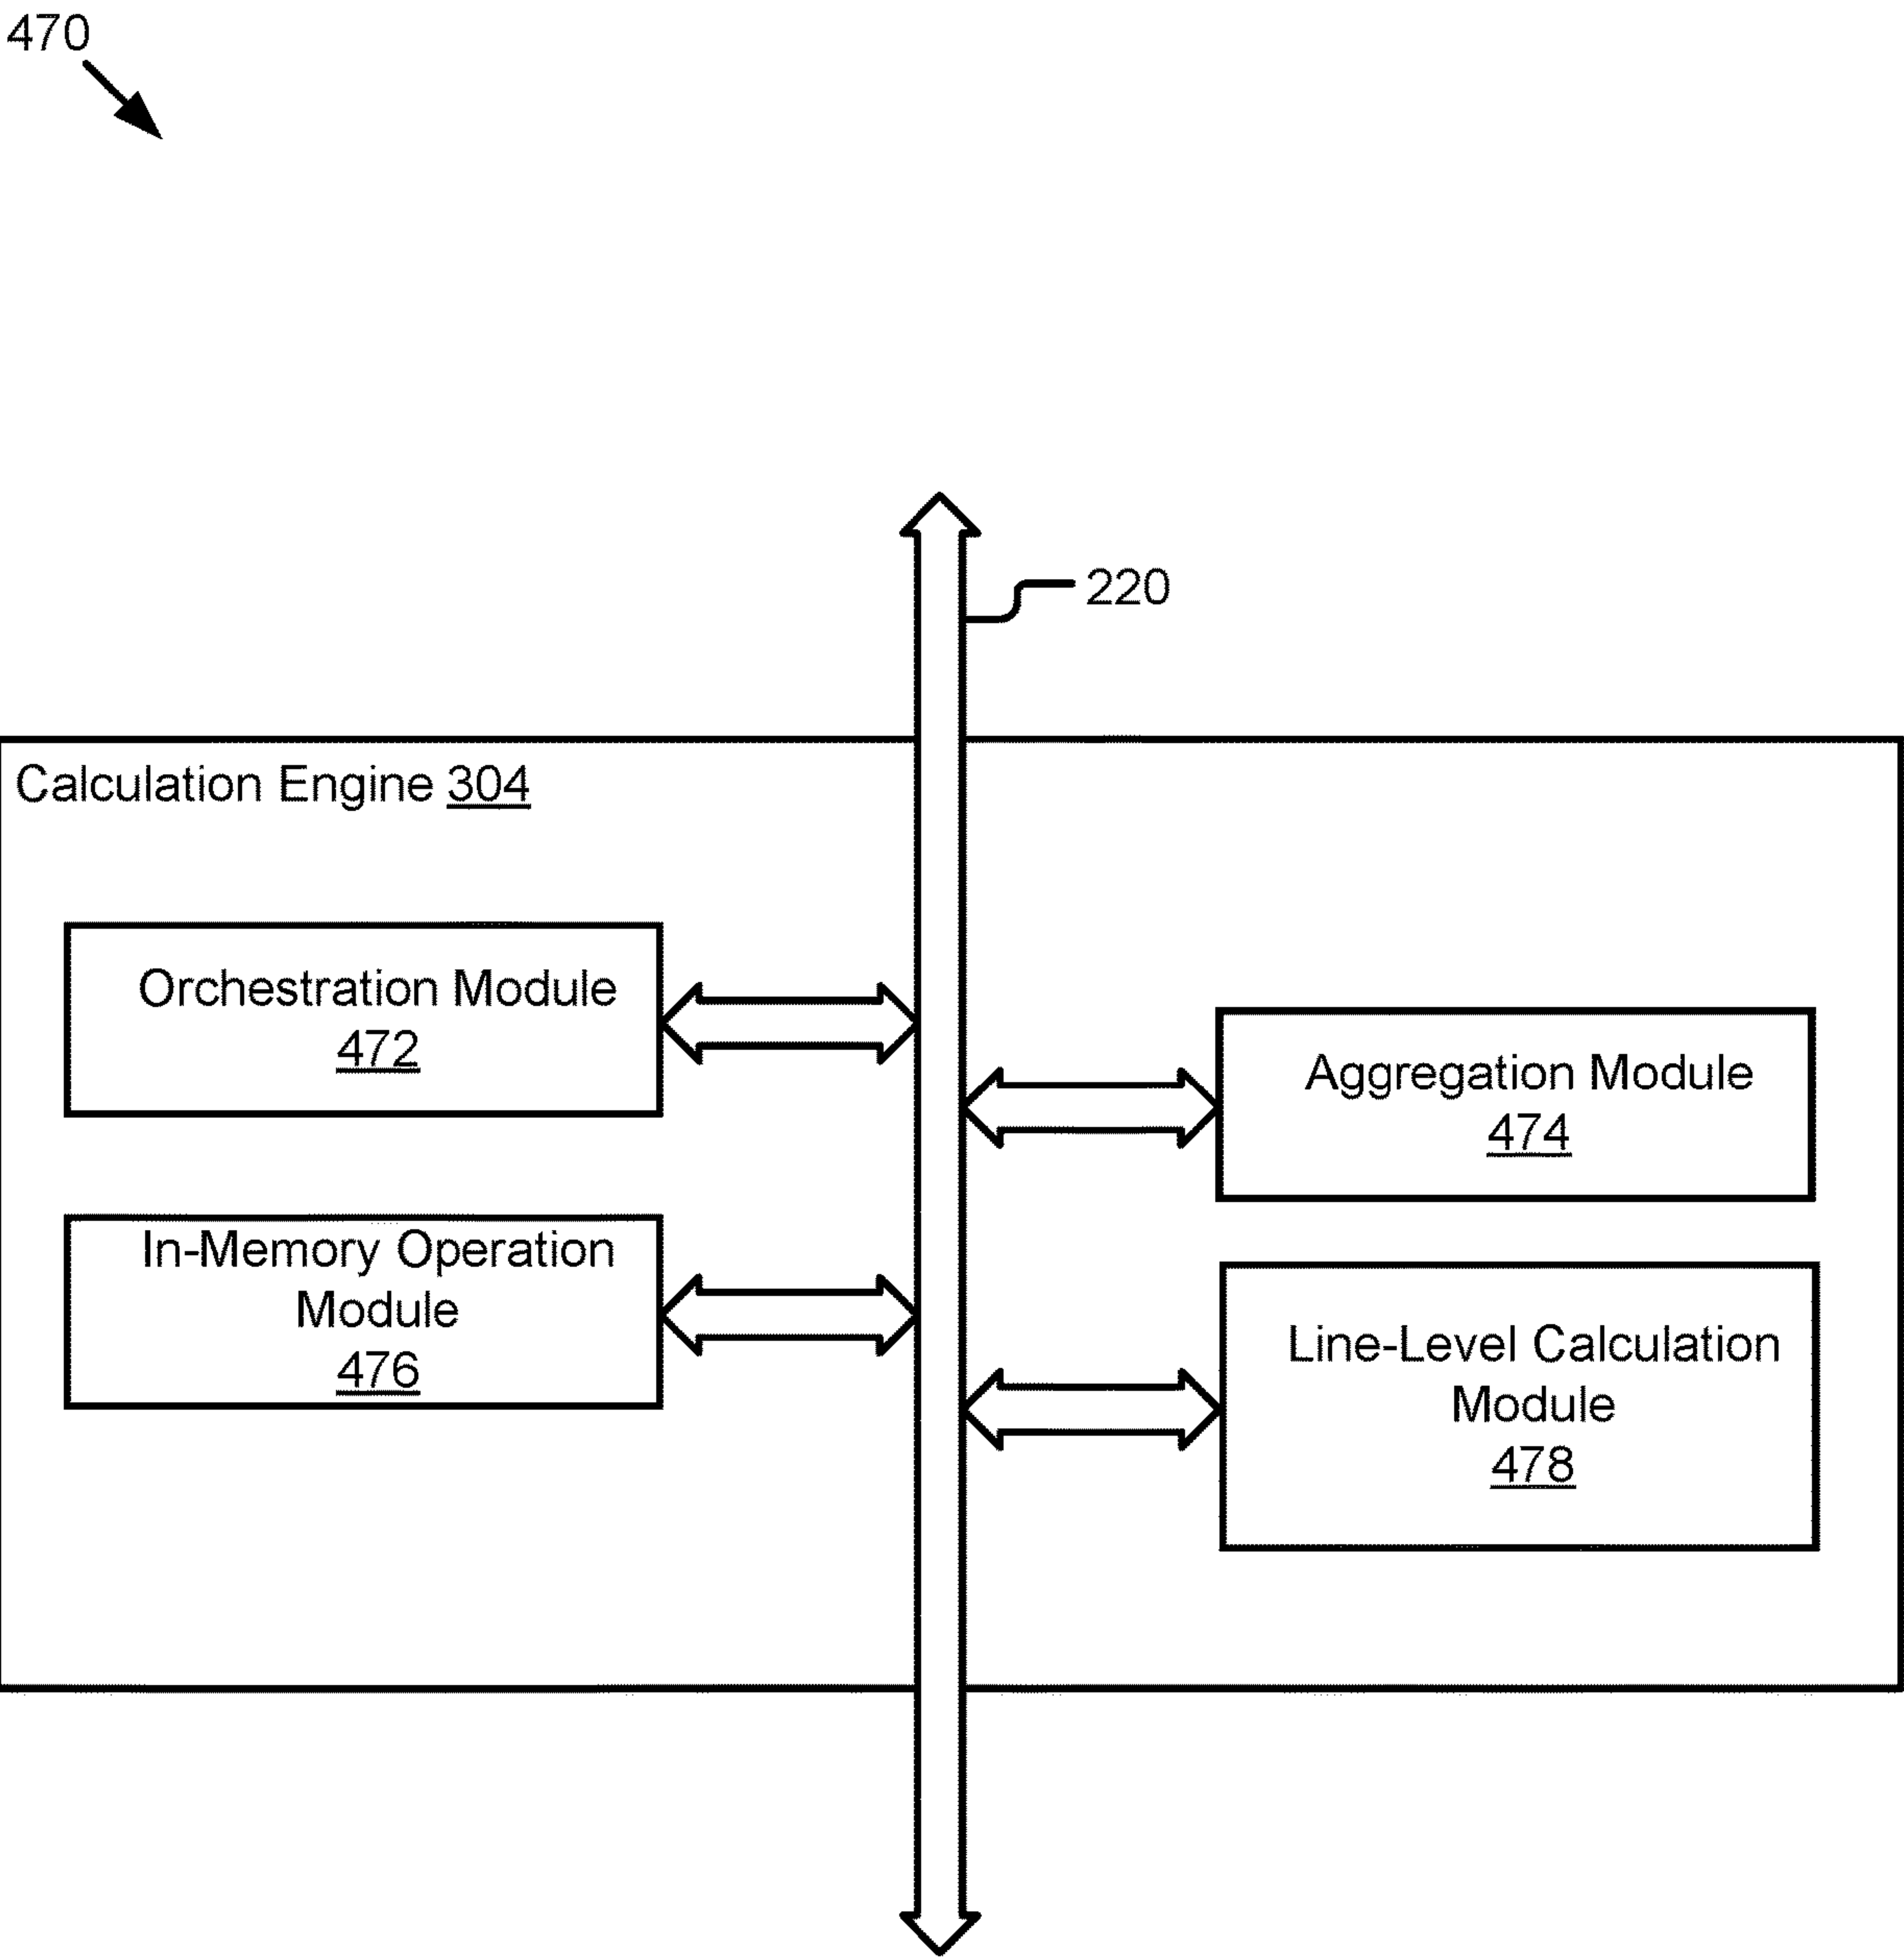 470
220
Calculation Engine 304
Orchestration Module
472
Aggregation Module
474
In-Memory Operation
Module
476
Line-Level Calculation
Module
478